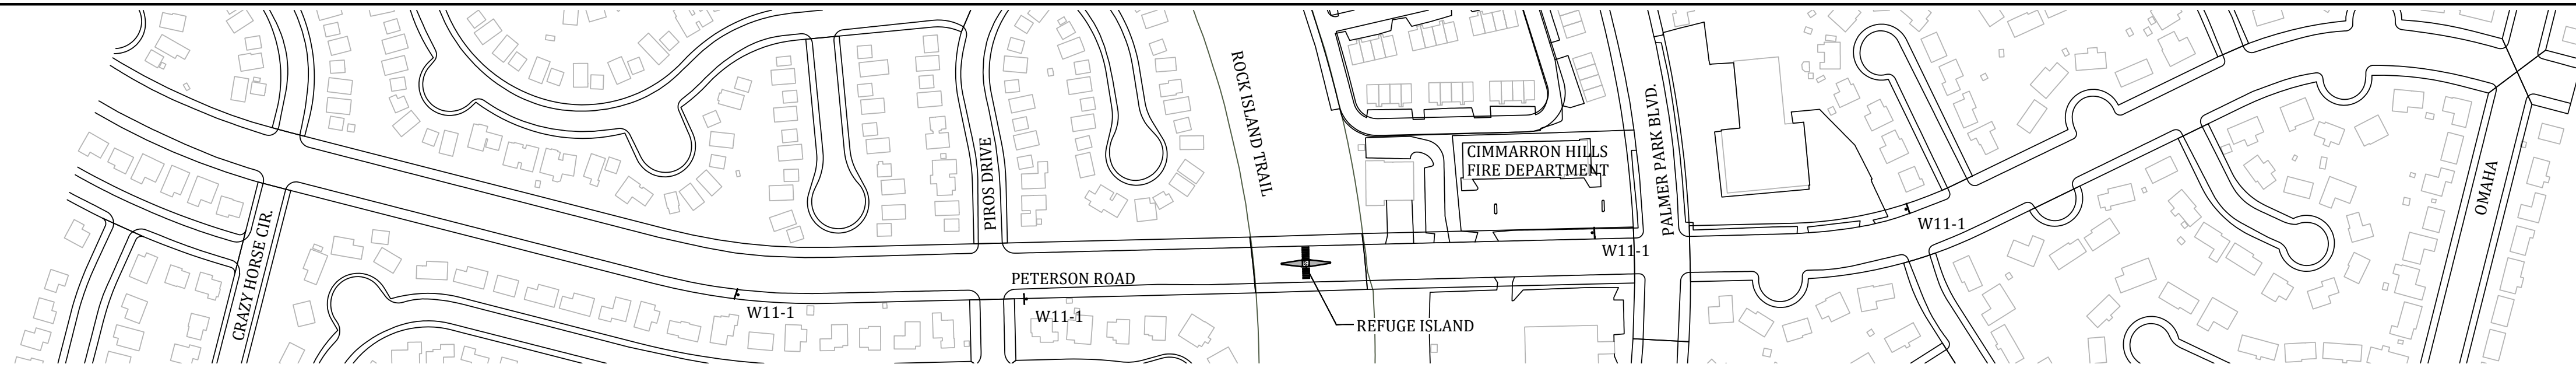 ROCK ISLAND TRAIL
PALMER PARK BLVD.
PIROS DRIVE
CIMMARRON HILLS
FIRE DEPARTMENT
OMAHA
CRAZY HORSE CIR.
W11-1
W11-1
PETERSON ROAD
W11-1
W11-1
REFUGE ISLAND